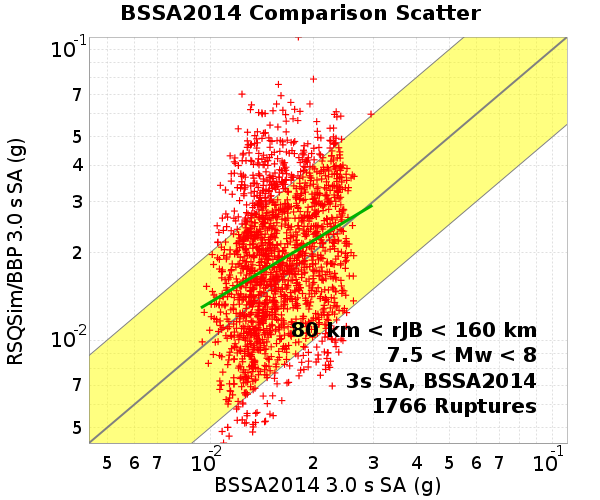 BSSA2014 Comparison Scatter
RSQSim/BBP 3.0 s SA (g)
10-1
7
5
4
3
2
10-2
7
5
80 km < rJB < 160 km
7.5 < Mw < 8
3s SA, BSSA2014
1766 Ruptures
5 6 7 10-2 2 3 4 5 6 7 10-1
BSSA2014 3.0 s SA (g)